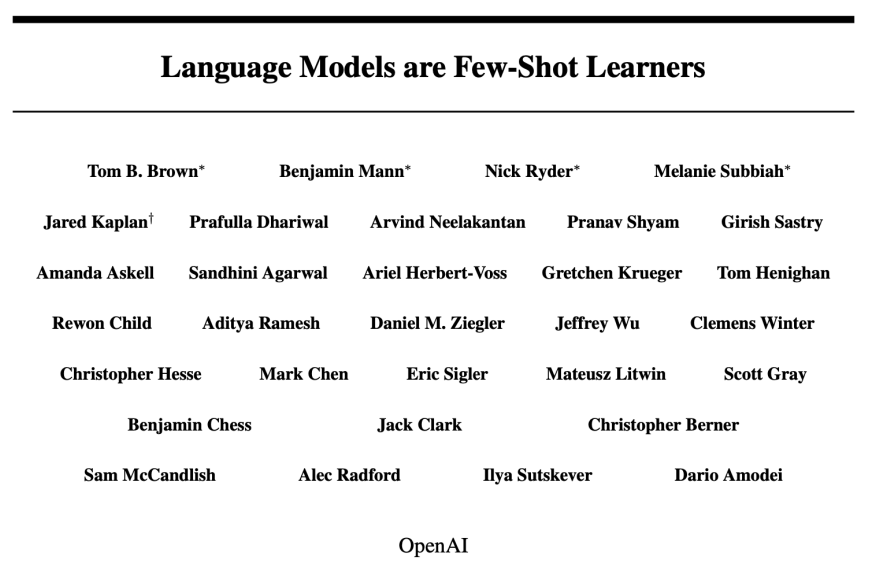 Language Models are Few-Shot Learners
Tom B. Brown* Benjamin Mann* Nick Ryder* Melanie Subbiah*
Jared Kaplan† Prafulla Dhariwal Arvind Neelakantan Pranav Shyam Girish Sastry
Amanda Askell Sandhini Agarwal Ariel Herbert-Voss Gretchen Krueger Tom Henighan
Rewon Child Aditya Ramesh Daniel M. Ziegler Jeffrey Wu Clemens Winter
Christopher Hesse Mark Chen Eric Sigler Mateusz Litwin Scott Gray
Benjamin Chess Jack Clark Christopher Berner
Sam McCandlish Alec Radford Ilya Sutskever Dario Amodei
OpenAI